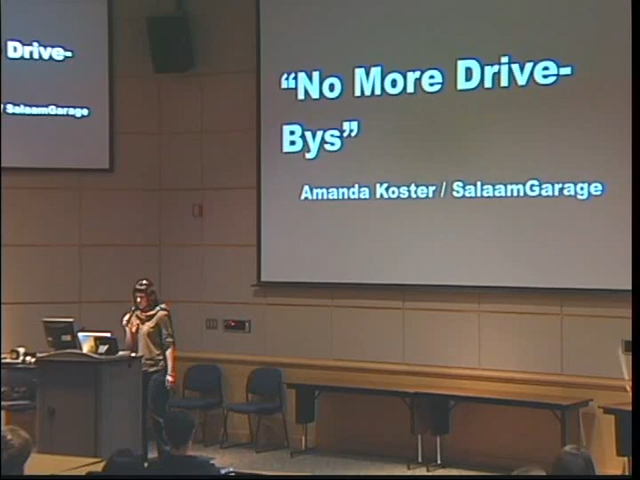 Drive-
/ SalaamGarage
“No More Drive-
Bys”
Amanda Koster / SalaamGarage